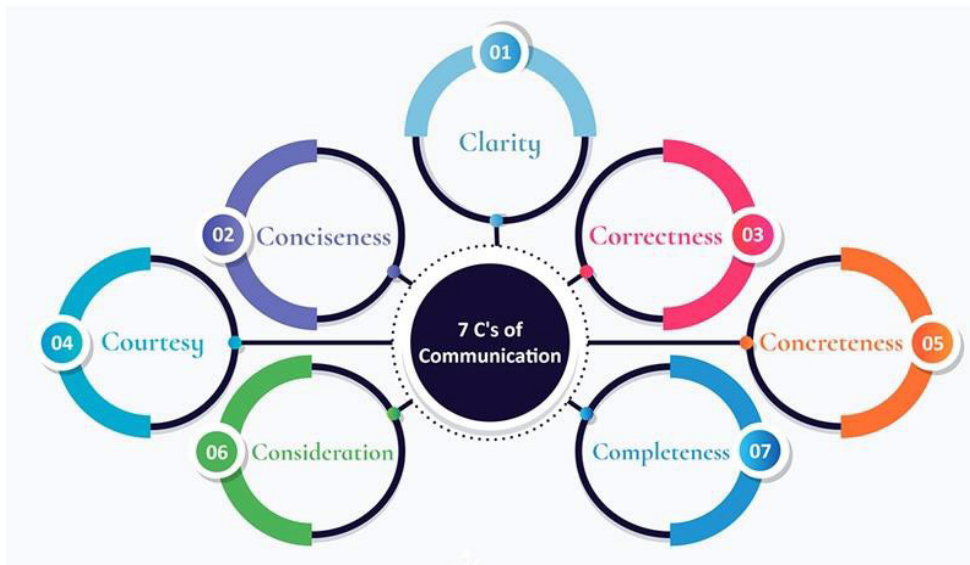 01
Clarity
02
Conciseness
Correctness
03
04
Courtesy
7 C's of
Communication
Concreteness
05
06
Consideration
Completeness
07